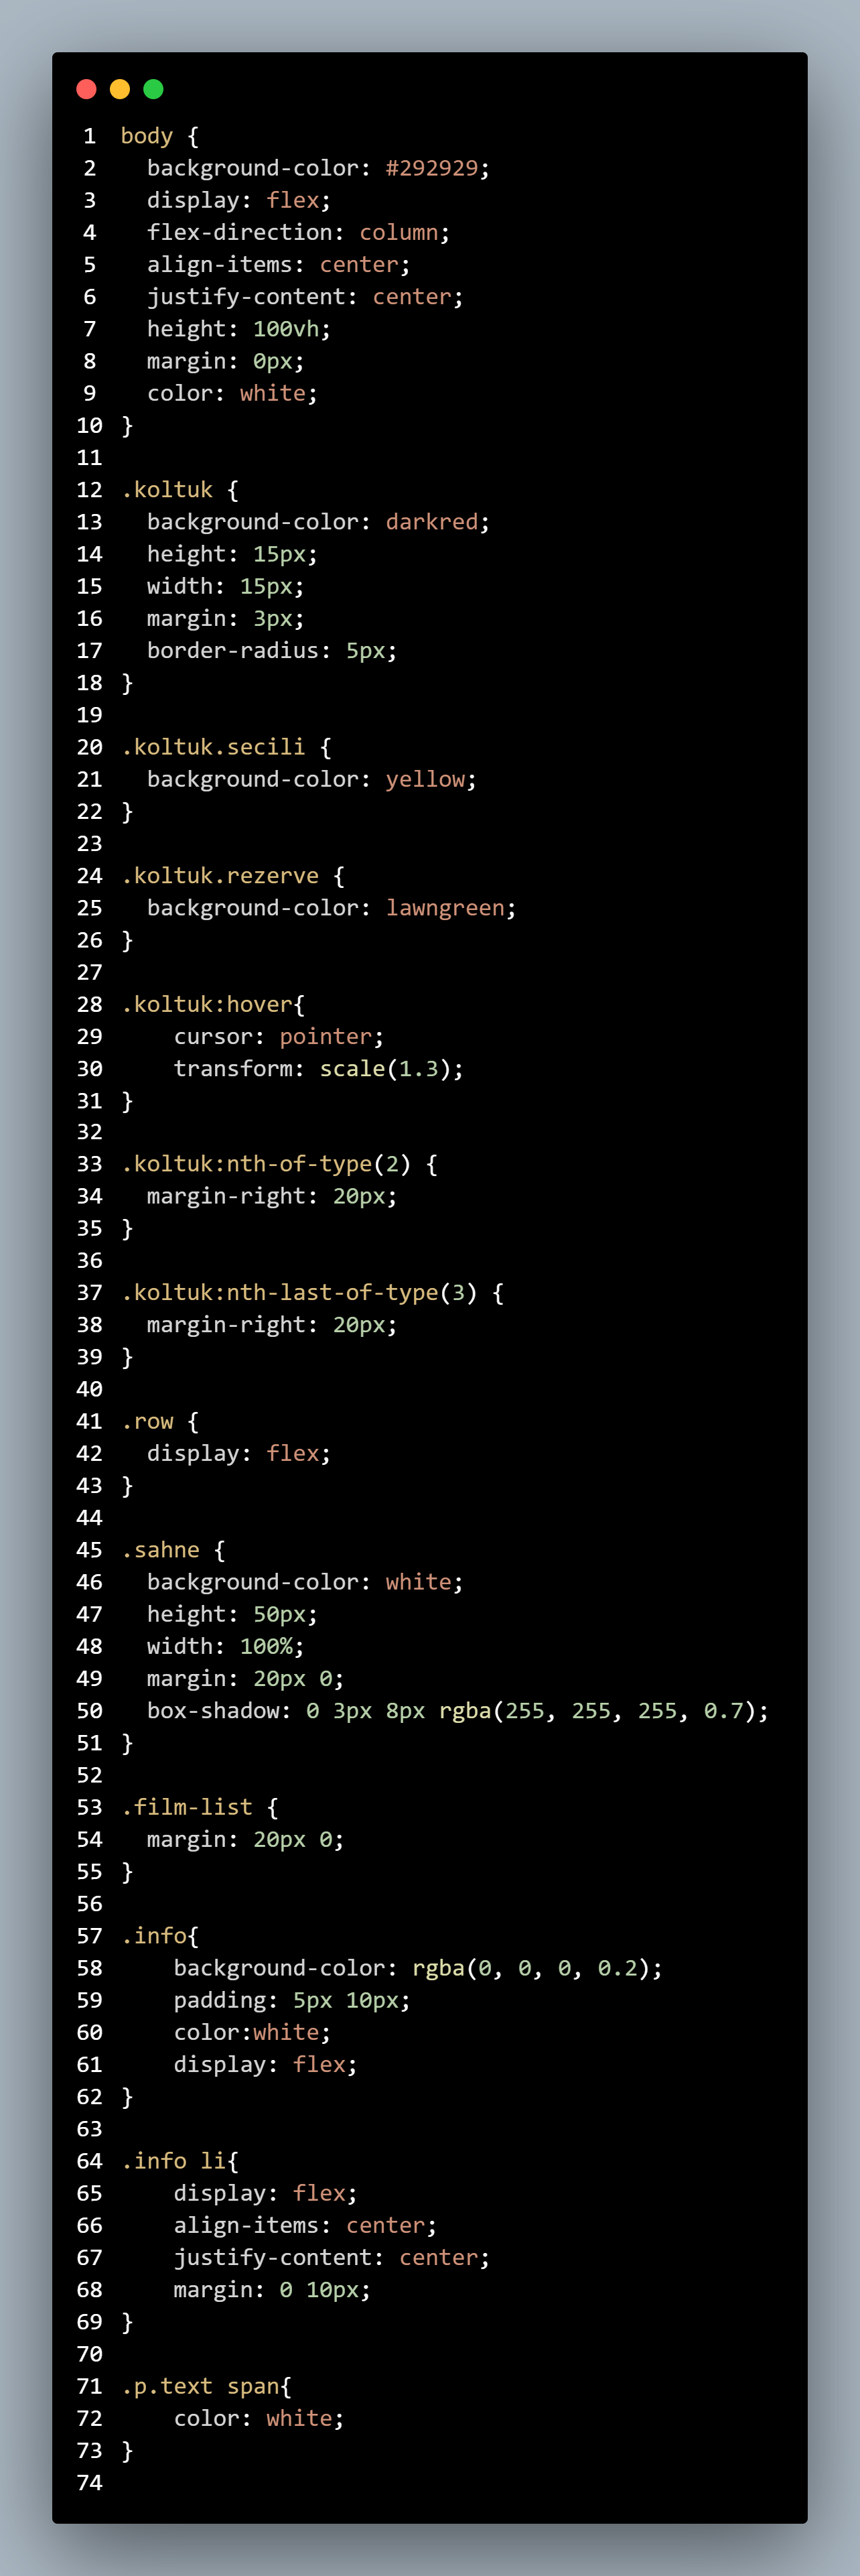 1 body {
2   background-color: #292929;
3   display: flex;
4   flex-direction: column;
5   align-items: center;
6   justify-content: center;
7   height: 100vh;
8   margin: 0px;
9   color: white;
10 }
11
12 .koltuk {
13   background-color: darkred;
14   height: 15px;
15   width: 15px;
16   margin: 3px;
17   border-radius: 5px;
18 }
19
20 .koltuk.secili {
21   background-color: yellow;
22 }
23
24 .koltuk.rezerve {
25   background-color: lawngreen;
26 }
27
28 .koltuk:hover{
29     cursor: pointer;
30     transform: scale(1.3);
31 }
32
33 .koltuk:nth-of-type(2) {
34   margin-right: 20px;
35 }
36
37 .koltuk:nth-last-of-type(3) {
38   margin-right: 20px;
39 }
40
41 .row {
42   display: flex;
43 }
44
45 .sahne {
46   background-color: white;
47   height: 50px;
48   width: 100%;
49   margin: 20px 0;
50   box-shadow: 0 3px 8px rgba(255, 255, 255, 0.7);
51 }
52
53 .film-list {
54   margin: 20px 0;
55 }
56
57 .info{
58     background-color: rgba(0, 0, 0, 0.2);
59     padding: 5px 10px;
60     color:white;
61     display: flex;
62 }
63
64 .info li{
65     display: flex;
66     align-items: center;
67     justify-content: center;
68     margin: 0 10px;
69 }
70
71 .p.text span{
72     color: white;
73 }
74